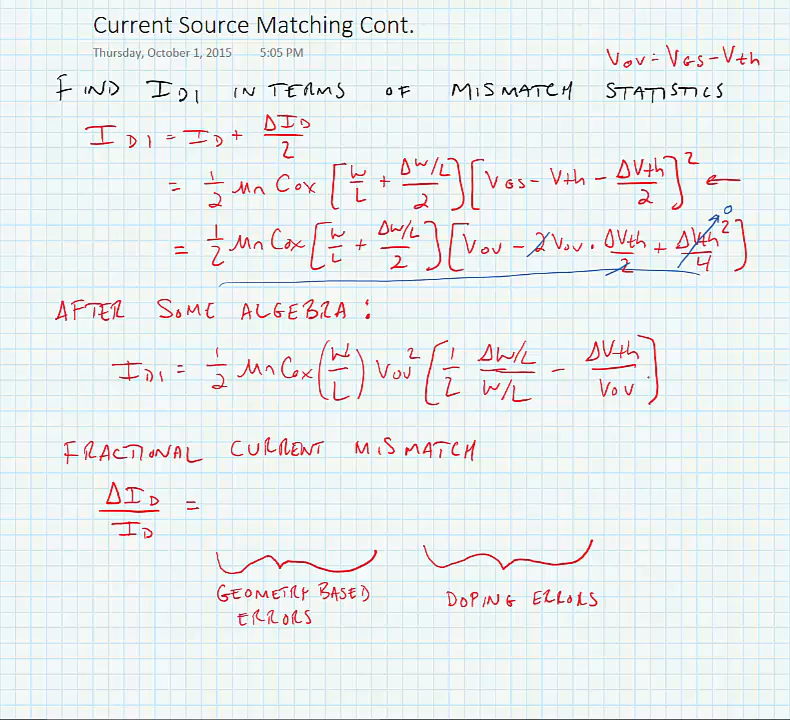 Current Source Matching Cont.
Thursday, October 1, 2015 5:05 PM
Vov = VGS - Vth
FIND ID1 IN TERMS OF MISMATCH STATISTICS
ID1 = ID + ΔID/2
= 1/2 μn Cox [W/L + ΔW/L/2][VGS - Vth - ΔVth/2]² ←
= 1/2 μn Cox [W/L + ΔW/L/2][Vov - 2Vov · ΔVth/2 + ΔVth²/4] 0
AFTER SOME ALGEBRA:
ID1 = 1/2 μn Cox (W/L) Vov² [1/2 ΔW/L/W/L - ΔVth/Vov]
FRACTIONAL CURRENT MISMATCH
ΔID/ID =
GEOMETRY BASED
ERRORS
DOPING ERRORS